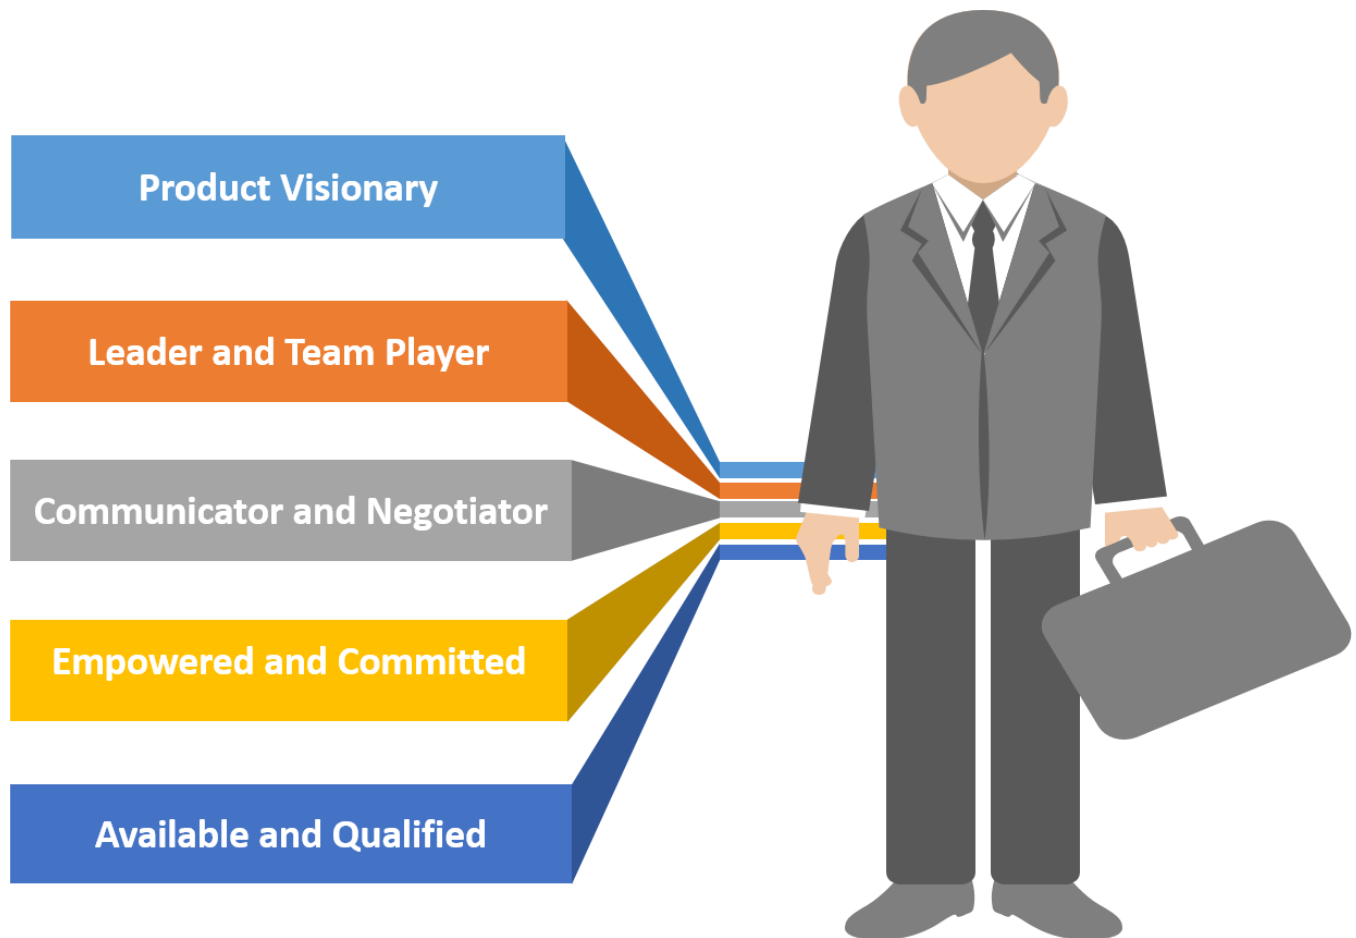 Product Visionary
Leader and Team Player
Communicator and Negotiator
Empowered and Committed
Available and Qualified